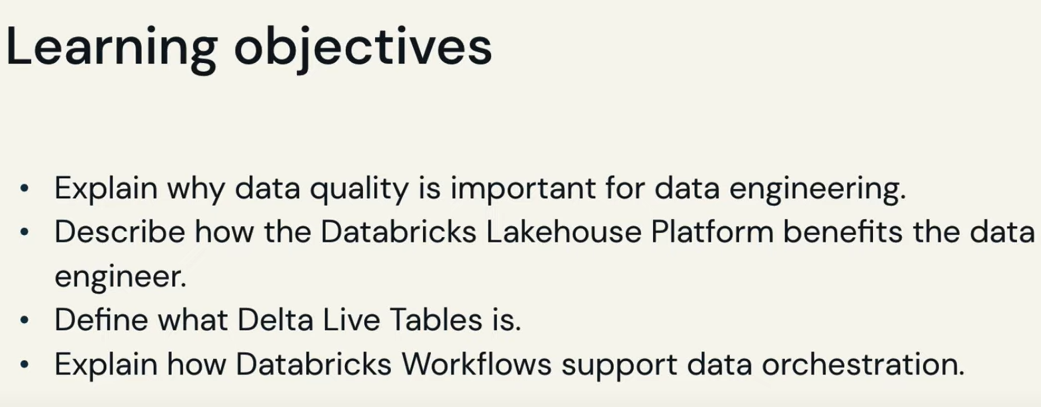 Learning objectives
• Explain why data quality is important for data engineering.
• Describe how the Databricks Lakehouse Platform benefits the data
engineer.
• Define what Delta Live Tables is.
• Explain how Databricks Workflows support data orchestration.